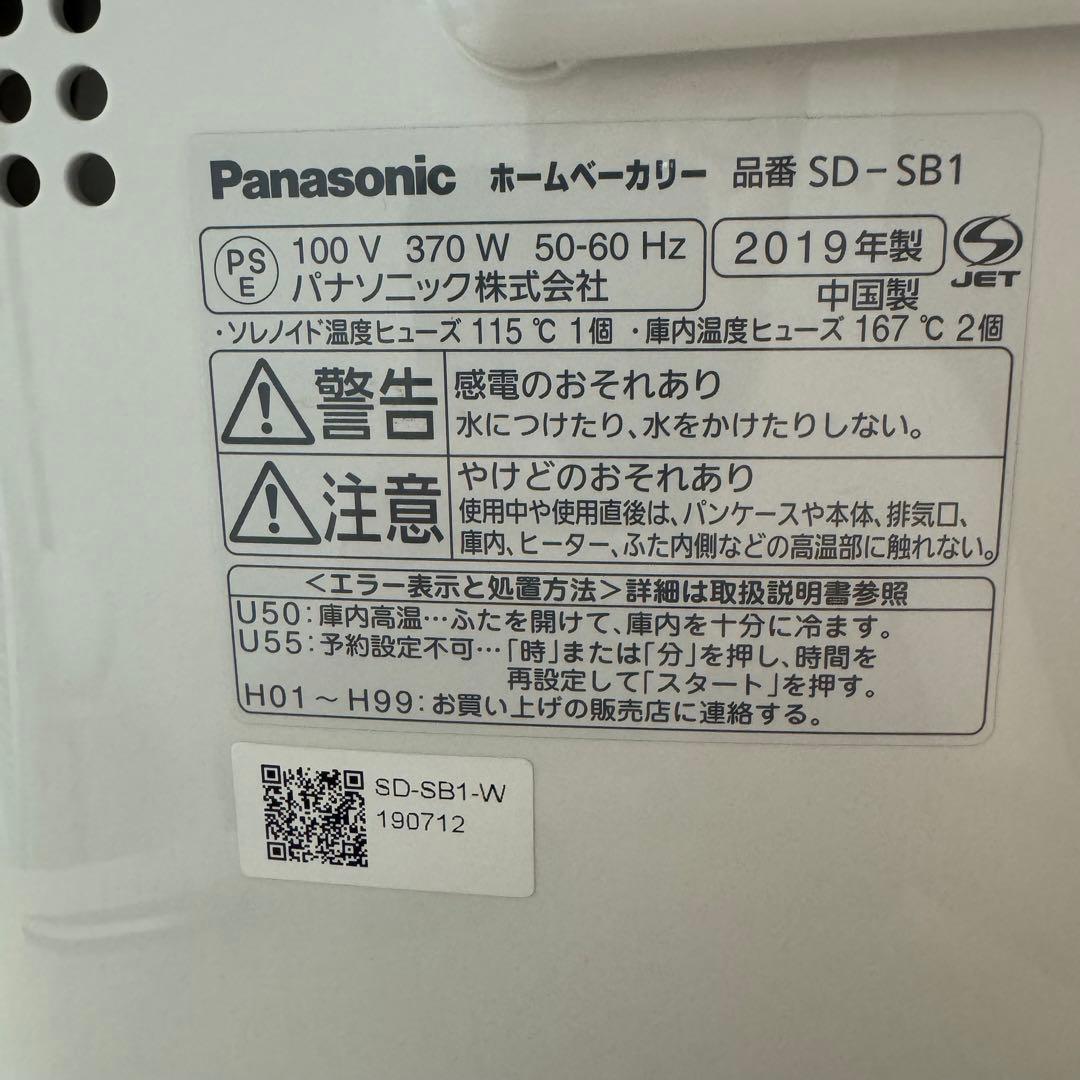 Panasonic ホームベーカリー 品番 SD-SB1
PS E 100 V 370 W 50-60 Hz 2019年製
パナソニック株式会社 中国製 JET
・ソレノイド温度ヒューズ 115 ℃ 1個 ・庫内温度ヒューズ 167 ℃ 2個
警告 感電のおそれあり
水につけたり、水をかけたりしない。
注意 やけどのおそれあり
使用中や使用直後は、パンケースや本体、排気口、
庫内、ヒーター、ふた内側などの高温部に触れない。
<エラー表示と処置方法>詳細は取扱説明書参照
U50：庫内高温…ふたを開けて、庫内を十分に冷ます。
U55：予約設定不可…「時」または「分」を押し、時間を
再設定して「スタート」を押す。
H01～H99：お買い上げの販売店に連絡する。
SD-SB1-W
190712